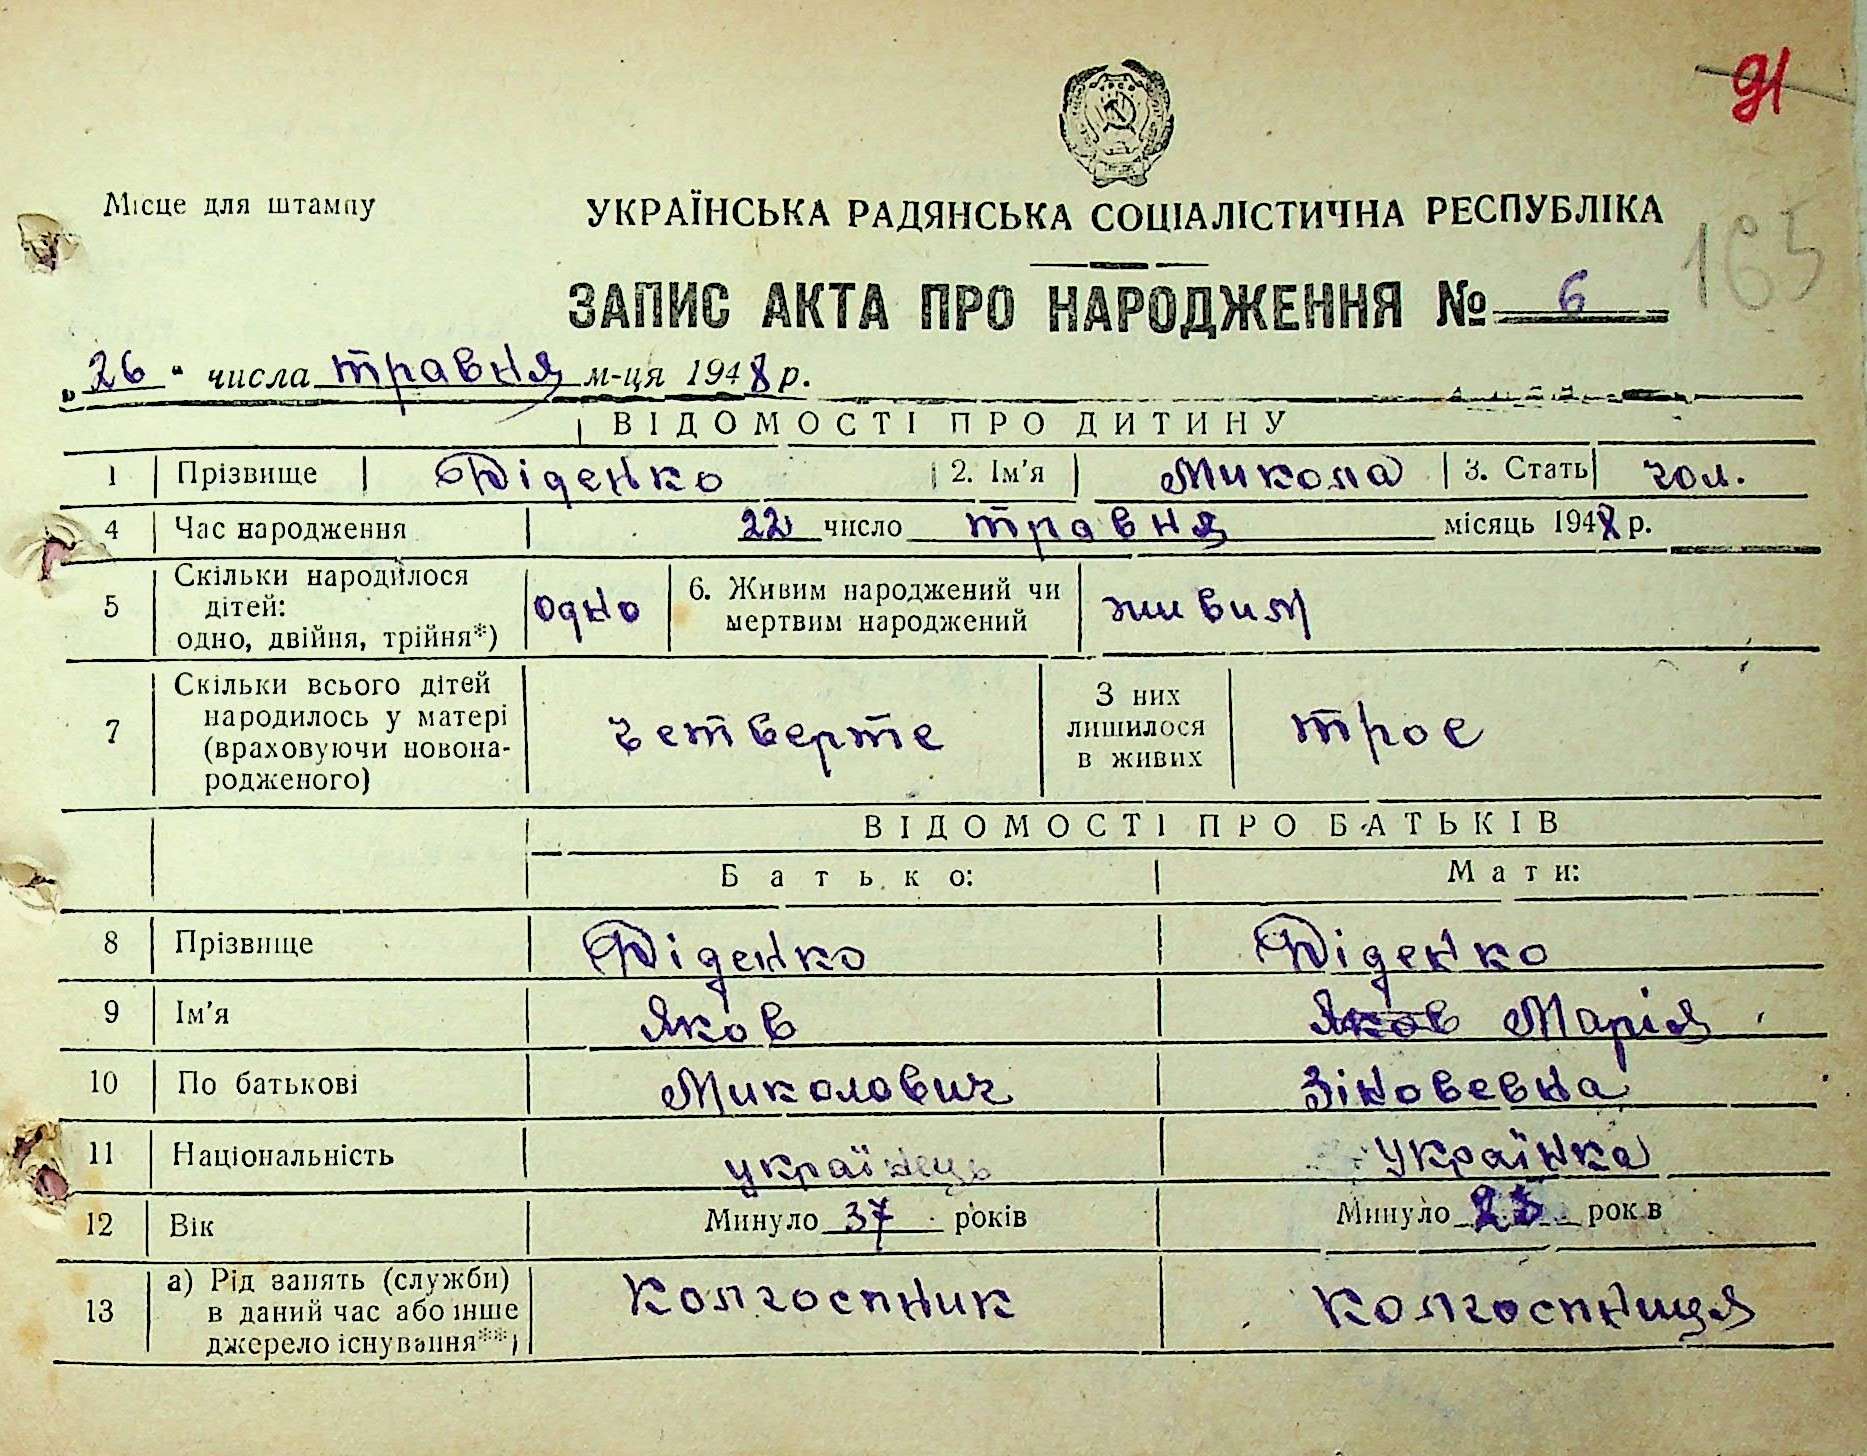 91
Місце для штампу
УКРАЇНСЬКА РАДЯНСЬКА СОЦІАЛІСТИЧНА РЕСПУБЛІКА
165
ЗАПИС АКТА ПРО НАРОДЖЕННЯ № 6
„26" числа травня м-ця 1948 р.
ВІДОМОСТІ ПРО ДИТИНУ
1 Прізвище Діденко 2. Ім'я Микола 3. Стать чол.
4 Час народження 22 число травня місяць 1948 р.
5 Скільки народилося дітей: одно, двійня, трійня*) одно 6. Живим народжений чи мертвим народжений живим
7 Скільки всього дітей народилось у матері (враховуючи новонародженого) четверте З них лишилося в живих троє
ВІДОМОСТІ ПРО БАТЬКІВ
Батько: Мати:
8 Прізвище Діденко Діденко
9 Ім'я Яков Яков Марія
10 По батькові Миколович Зіновевна
11 Національність українець українка
12 Вік Минуло 37 років Минуло рок в
13 а) Рід занять (служби) в даний час або інше джерело існування**) Колгоспник колгоспниця